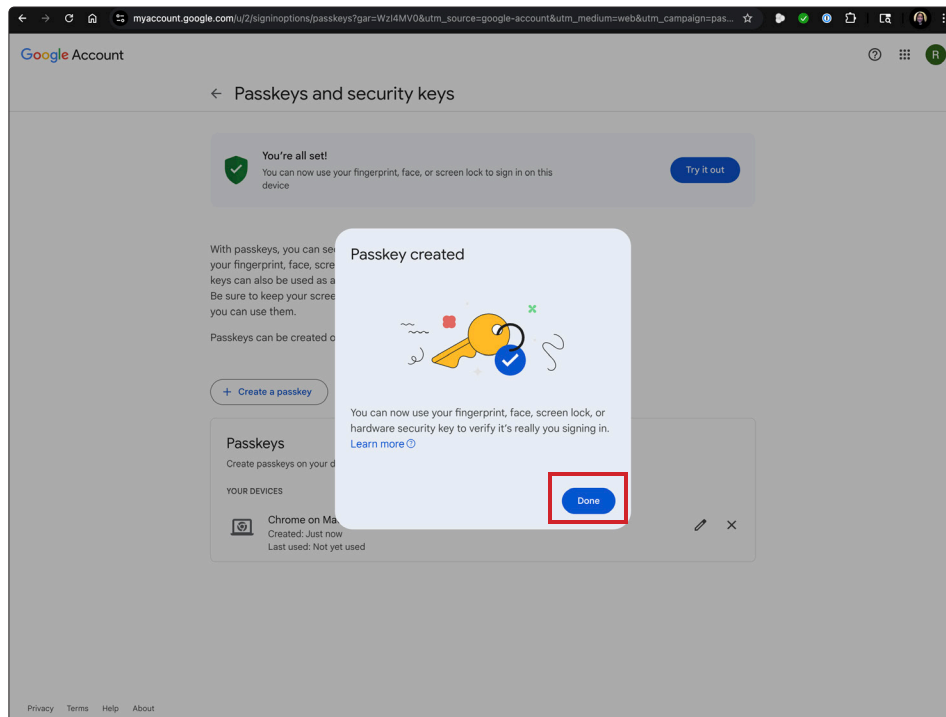 myaccount.google.com/u/2/signinoptions/passkeys?gar=WzI4MV0&utm_source=google-account&utm_medium=web&utm_campaign=pas...
Google Account
R
Passkeys and security keys
You're all set!
You can now use your fingerprint, face, or screen lock to sign in on this
device
Try it out
With passkeys, you can se
your fingerprint, face, scre
keys can also be used as a
Be sure to keep your scree
you can use them.
Passkeys can be created o
+ Create a passkey
Passkey created
You can now use your fingerprint, face, screen lock, or
hardware security key to verify it's really you signing in.
Learn more
Done
Passkeys
Create passkeys on your d
YOUR DEVICES
Chrome on Ma
Created: Just now
Last used: Not yet used
Privacy Terms Help About